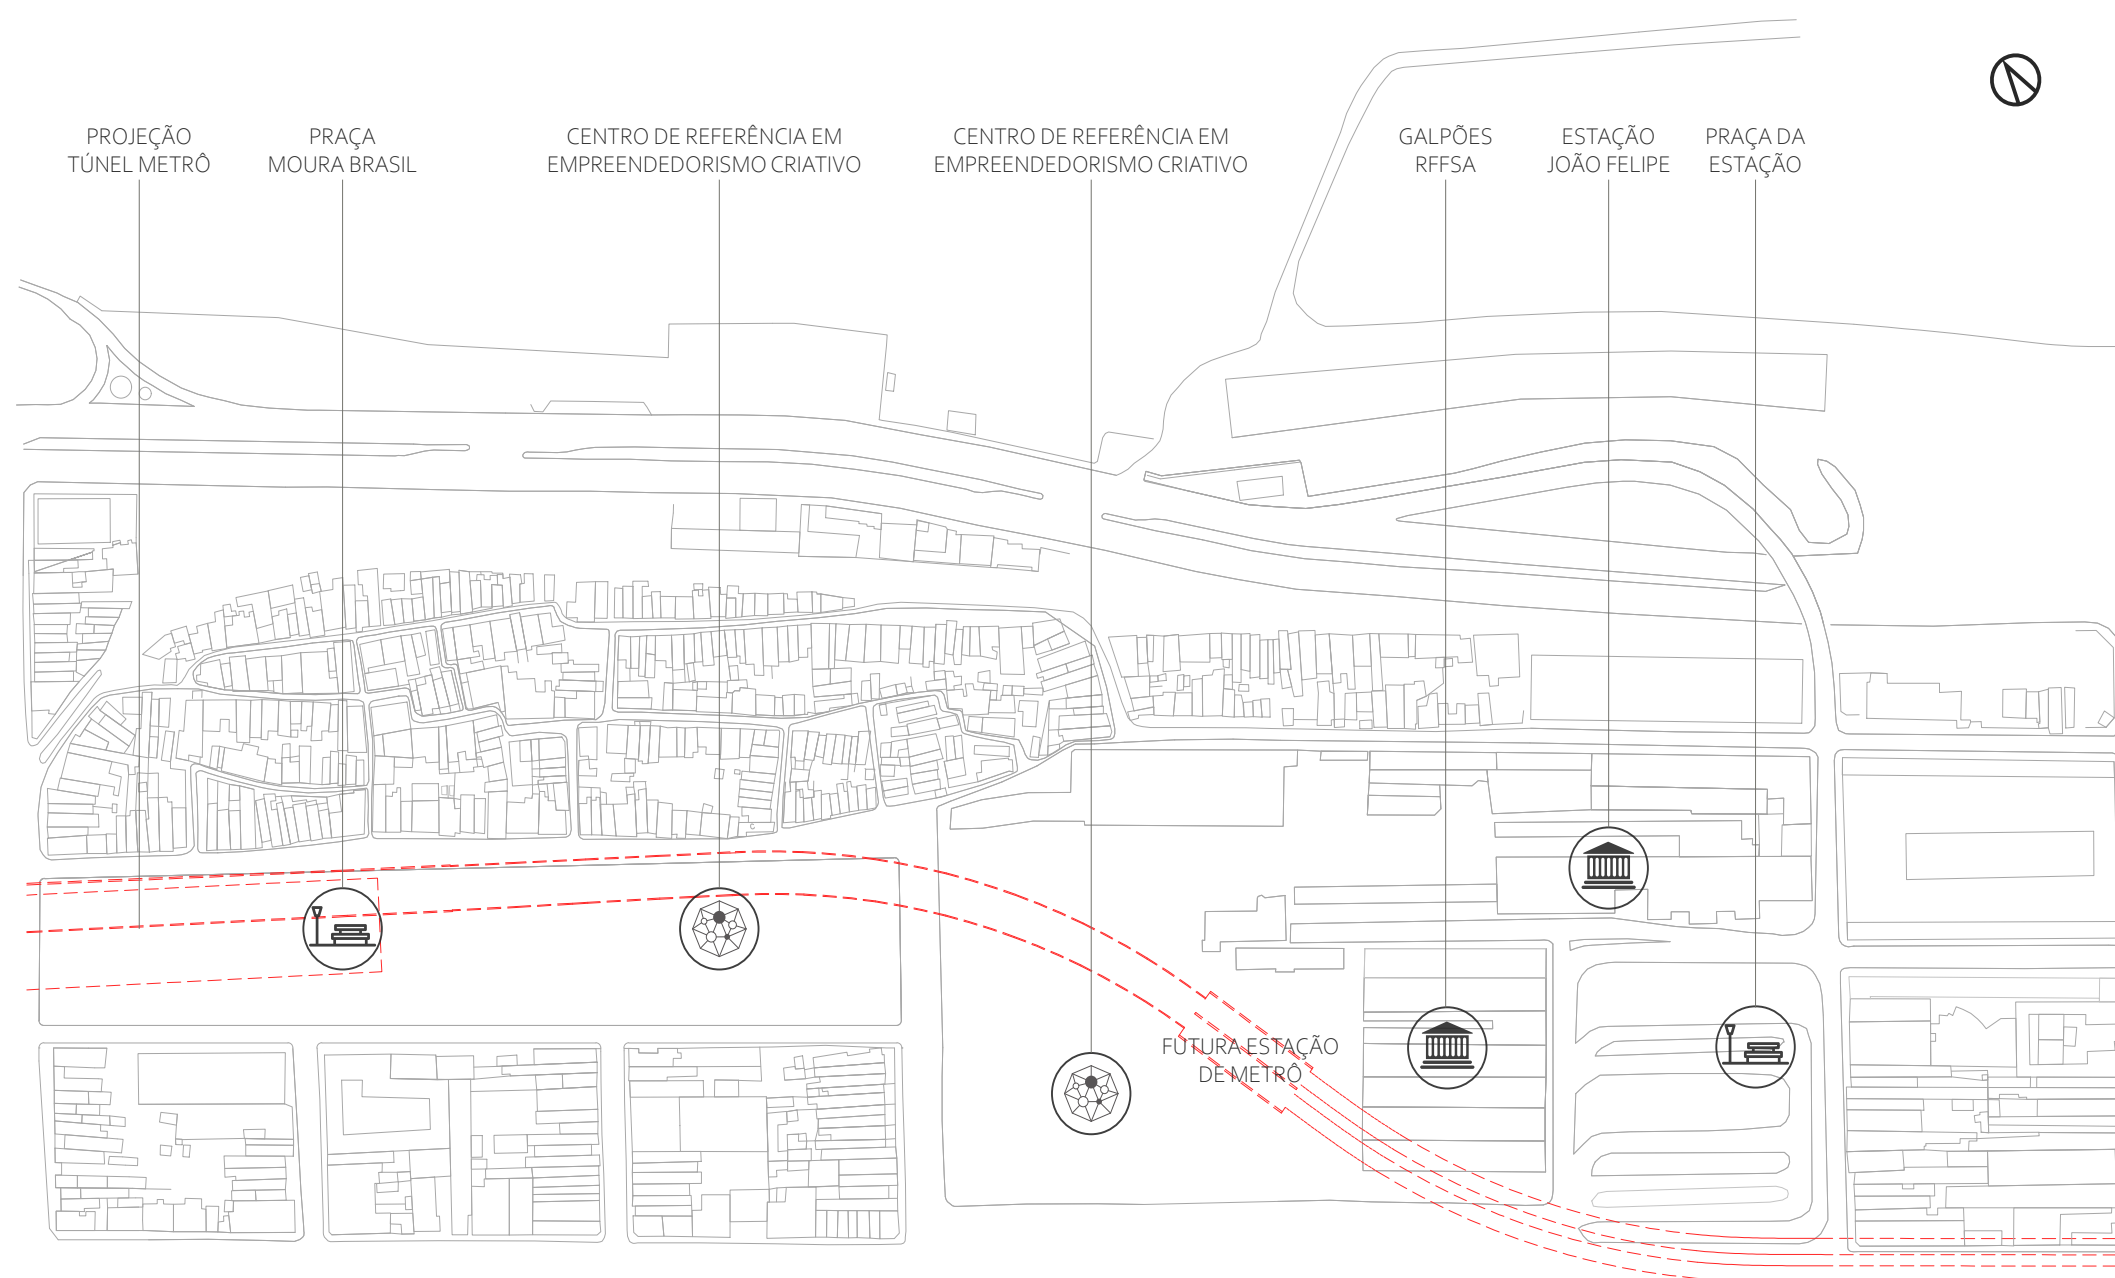 PROJEÇÃO
TÚNEL METRÔ
PRAÇA
MOURA BRASIL
CENTRO DE REFERÊNCIA EM
EMPREENDEDORISMO CRIATIVO
CENTRO DE REFERÊNCIA EM
EMPREENDEDORISMO CRIATIVO
GALPÕES
RFFSA
ESTAÇÃO
JOÃO FELIPE
PRAÇA DA
ESTAÇÃO
FUTURA ESTAÇÃO
DE METRÔ